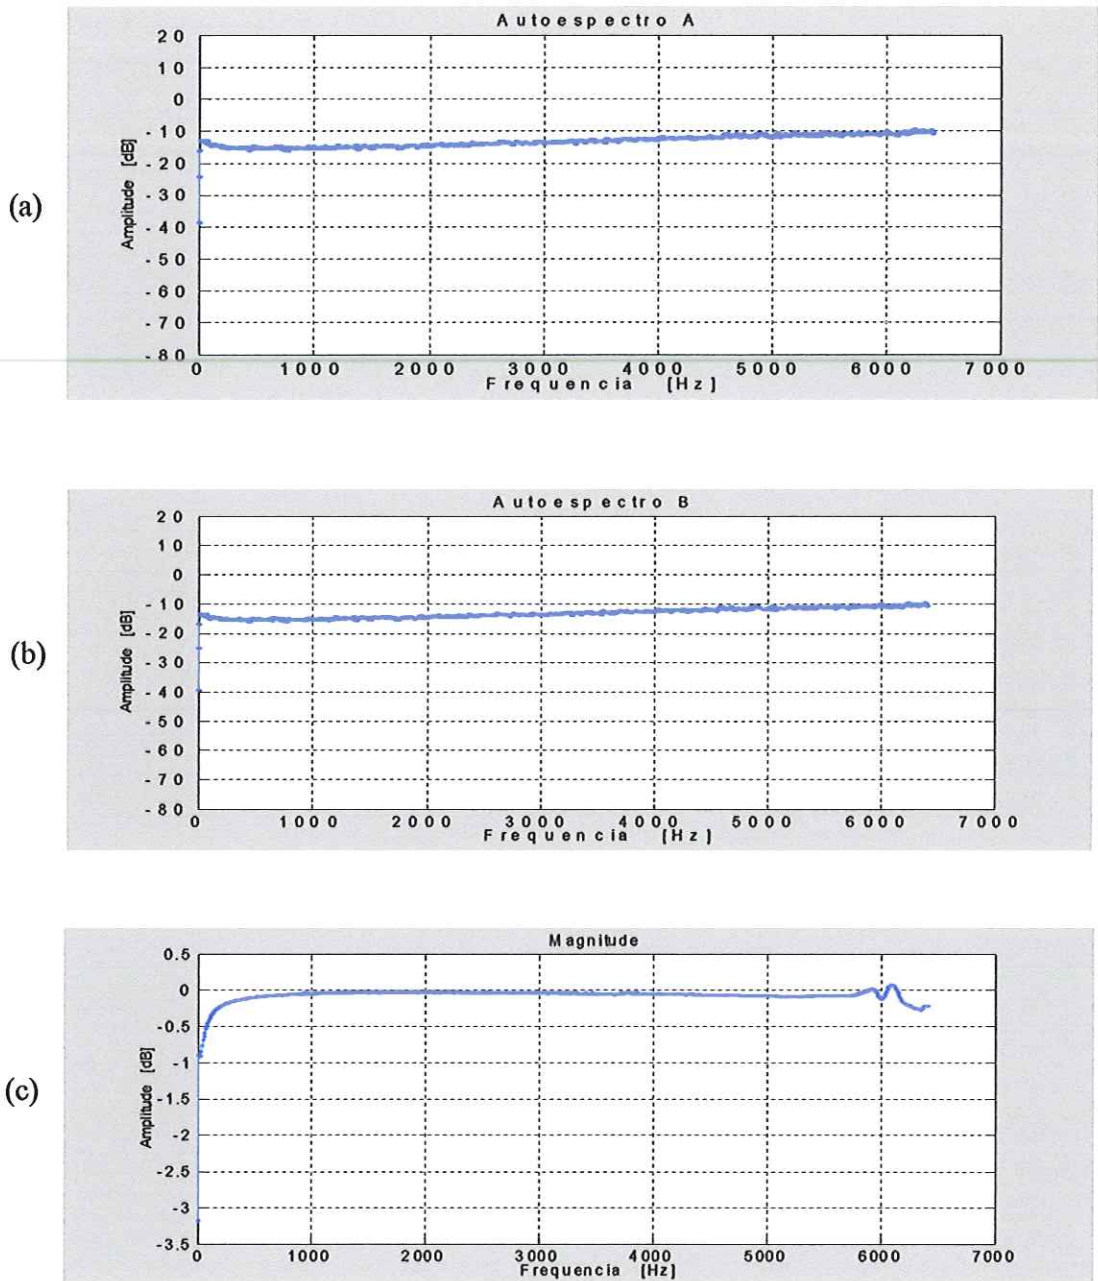 (a)
Autoespectro A
Amplitude [dB]
20
10
0
-10
-20
-30
-40
-50
-60
-70
-80
0 1000 2000 3000 4000 5000 6000 7000
Frequencia [Hz]
(b)
Autoespectro B
Amplitude [dB]
20
10
0
-10
-20
-30
-40
-50
-60
-70
-80
0 1000 2000 3000 4000 5000 6000 7000
Frequencia [Hz]
(c)
Magnitude
Amplitude [dB]
0.5
0
-0.5
-1
-1.5
-2
-2.5
-3
-3.5
0 1000 2000 3000 4000 5000 6000 7000
Frequencia [Hz]